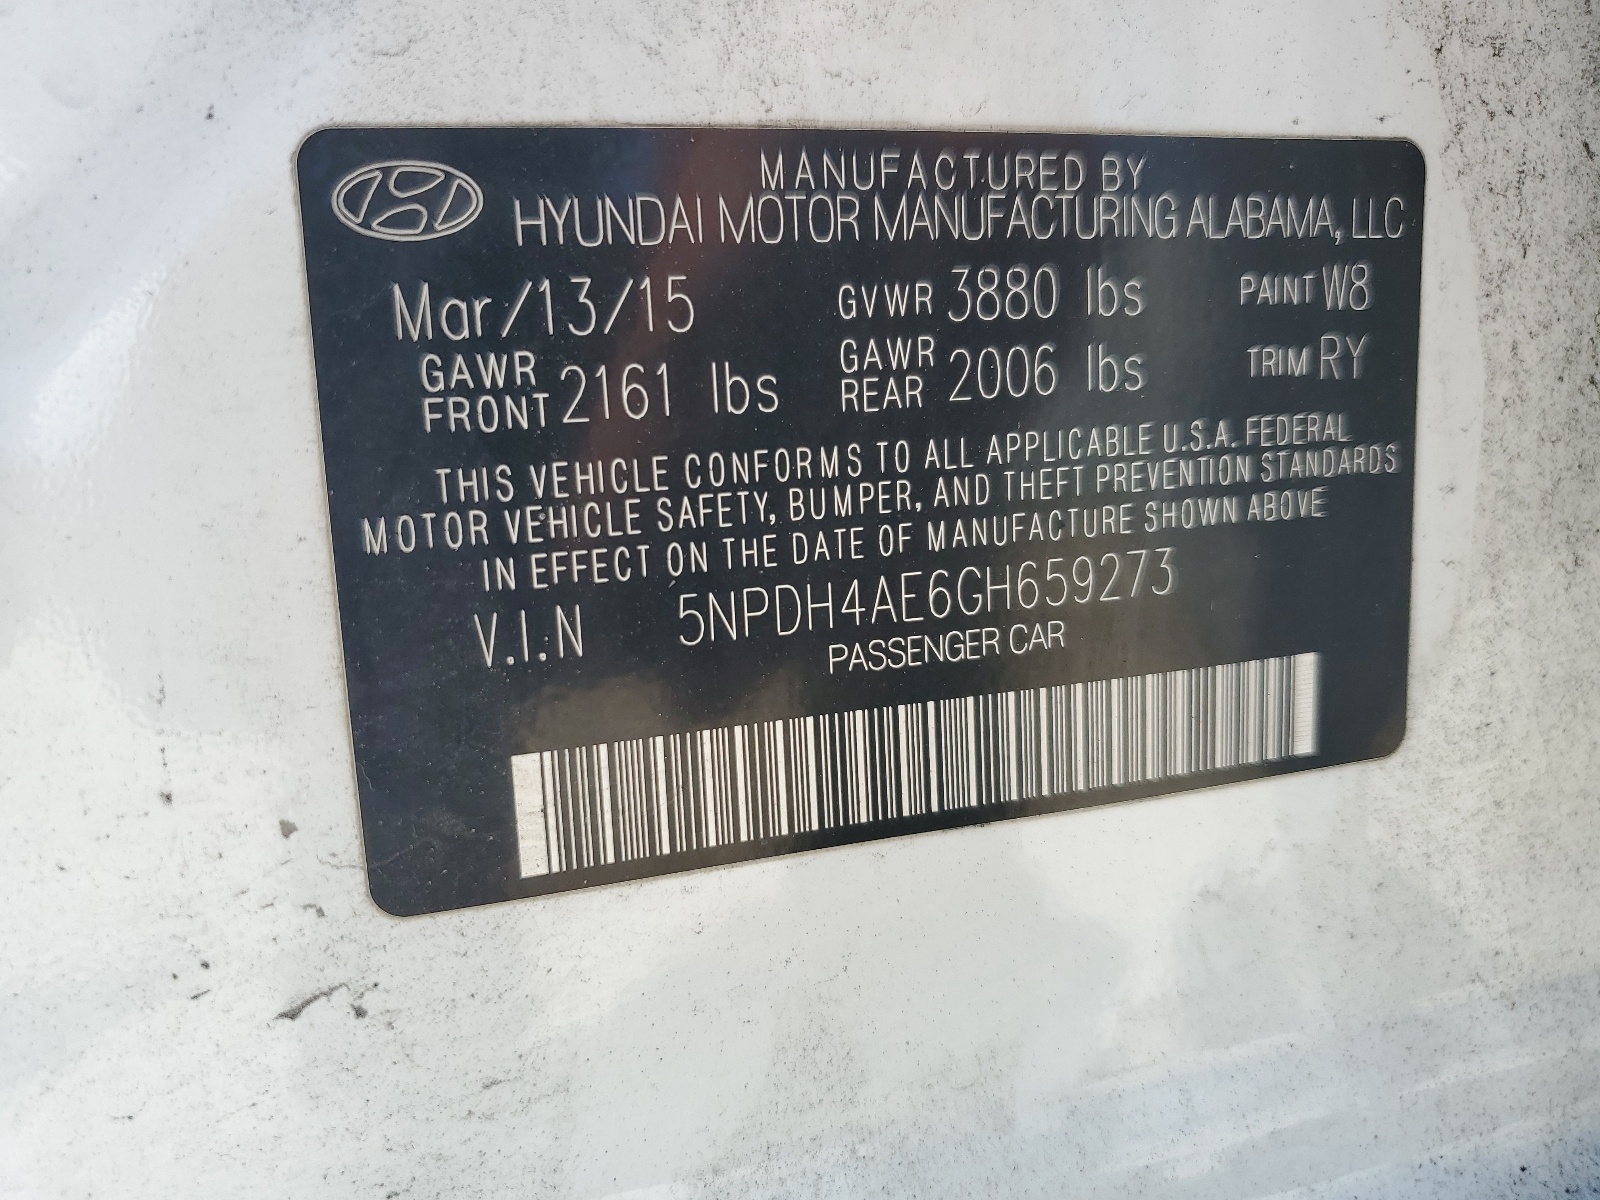 MANUFACTURED BY
HYUNDAI MOTOR MANUFACTURING ALABAMA, LLC
Mar/13/15 GVWR 3880 lbs PAINT W8
GAWR FRONT 2161 lbs GAWR REAR 2006 lbs TRIM RY
THIS VEHICLE CONFORMS TO ALL APPLICABLE U.S.A. FEDERAL
MOTOR VEHICLE SAFETY, BUMPER, AND THEFT PREVENTION STANDARDS
IN EFFECT ON THE DATE OF MANUFACTURE SHOWN ABOVE
V.I.N 5NPDH4AE6GH659273
PASSENGER CAR